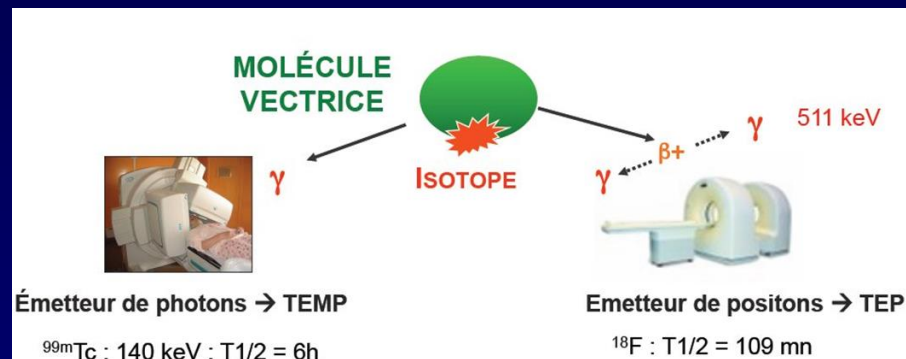 MOLÉCULE
VECTRICE
γ
ISOTOPE
β+
γ
γ
511 keV
Émetteur de photons → TEMP
Emetteur de positons → TEP
⁹⁹ᵐTc : 140 keV : T1/2 = 6h
¹⁸F : T1/2 = 109 mn